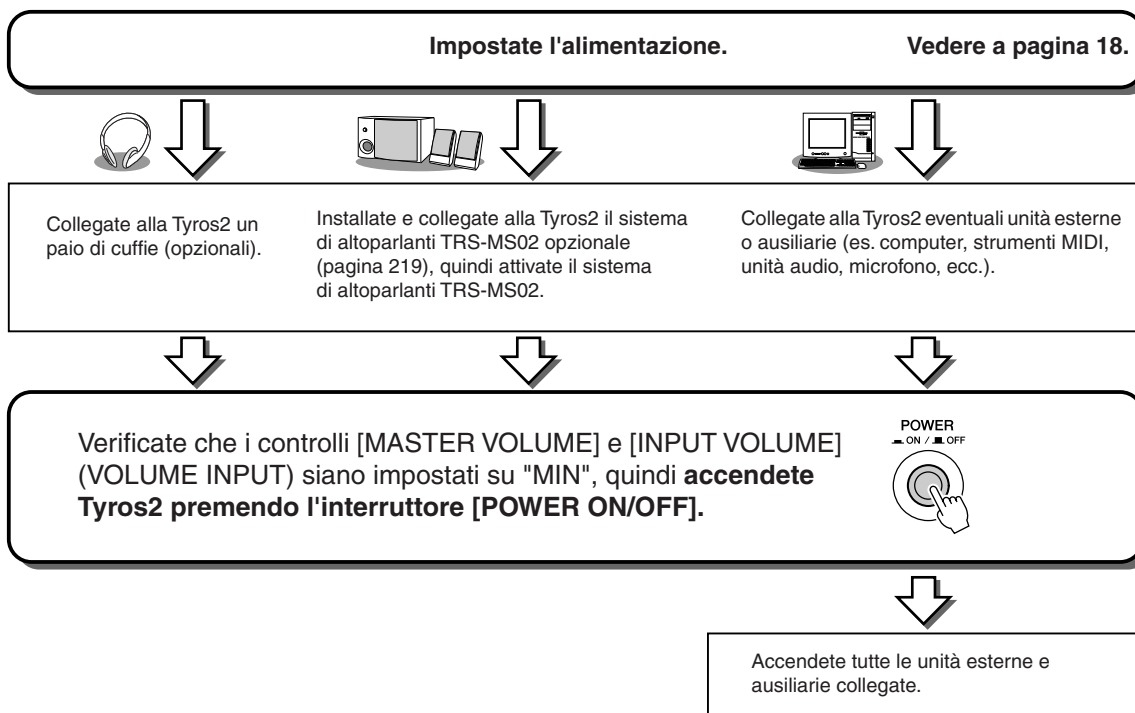 Impostate l'alimentazione. Vedere a pagina 18.
Collegate alla Tyros2 un
paio di cuffie (opzionali).
Installate e collegate alla Tyros2 il sistema
di altoparlanti TRS-MS02 opzionale
(pagina 219), quindi attivate il sistema
di altoparlanti TRS-MS02.
Collegate alla Tyros2 eventuali unità esterne
o ausiliarie (es. computer, strumenti MIDI,
unità audio, microfono, ecc.).
Verificate che i controlli [MASTER VOLUME] e [INPUT VOLUME]
(VOLUME INPUT) siano impostati su "MIN", quindi accendete
Tyros2 premendo l'interruttore [POWER ON/OFF].
POWER
ON / OFF
Accendete tutte le unità esterne e
ausiliarie collegate.